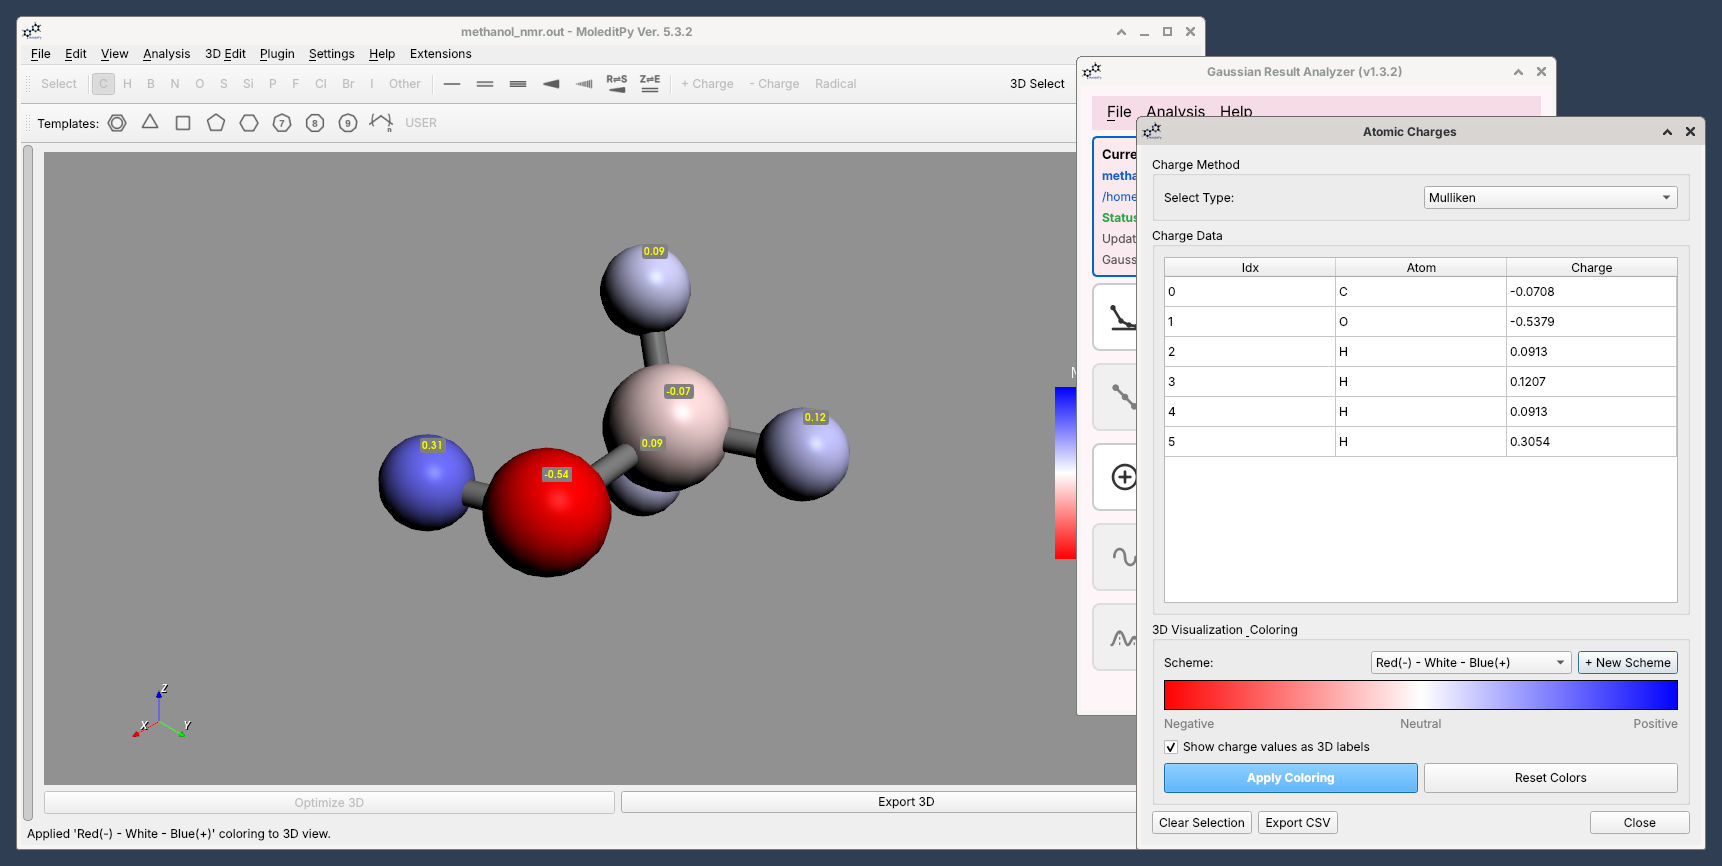 methanol_nmr.out - MoleditPy Ver. 5.3.2
File Edit View Analysis 3D Edit Plugin Settings Help Extensions
Select C H B N O S Si P F Cl Br I Other R⇌S Z⇌E + Charge - Charge Radical 3D Select
Templates: 7 8 9 n USER
0.09
-0.07
0.12
0.31
0.09
-0.54
M
Z
X Y
Optimize 3D Export 3D
Applied 'Red(-) - White - Blue(+)' coloring to 3D view.
Gaussian Result Analyzer (v1.3.2)
File Analysis Help
Curre
metha
/home
Status
Updat
Gauss
Atomic Charges
Charge Method
Select Type: Mulliken
Charge Data
Idx Atom Charge
0 C -0.0708
1 O -0.5379
2 H 0.0913
3 H 0.1207
4 H 0.0913
5 H 0.3054
3D Visualization _Coloring
Scheme: Red(-) - White - Blue(+) + New Scheme
Negative Neutral Positive
Show charge values as 3D labels
Apply Coloring Reset Colors
Clear Selection Export CSV Close